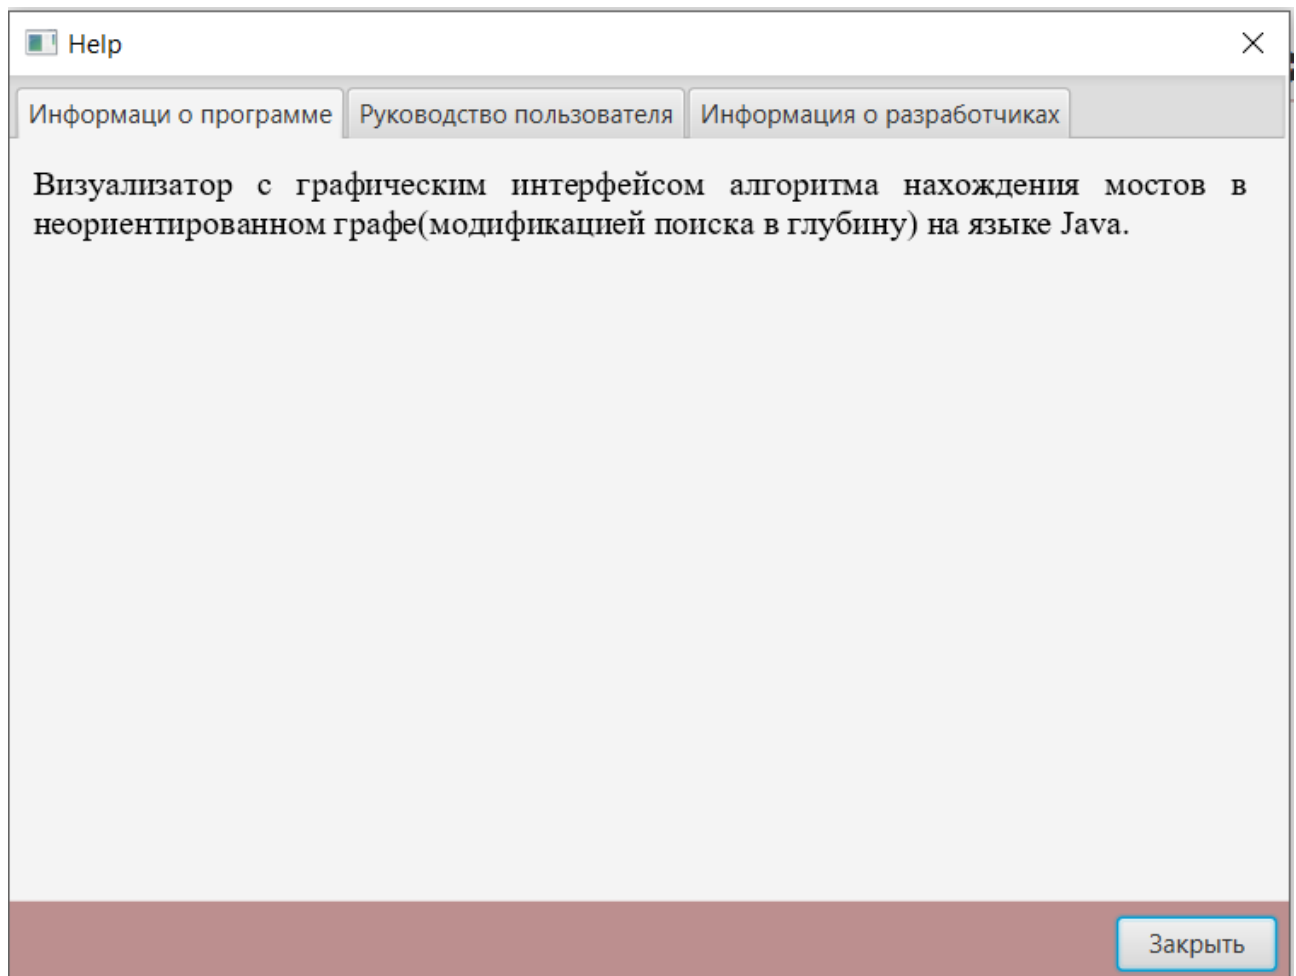 Help
Информаци о программе Руководство пользователя Информация о разработчиках
Визуализатор с графическим интерфейсом алгоритма нахождения мостов в
неориентированном графе(модификацией поиска в глубину) на языке Java.
Закрыть